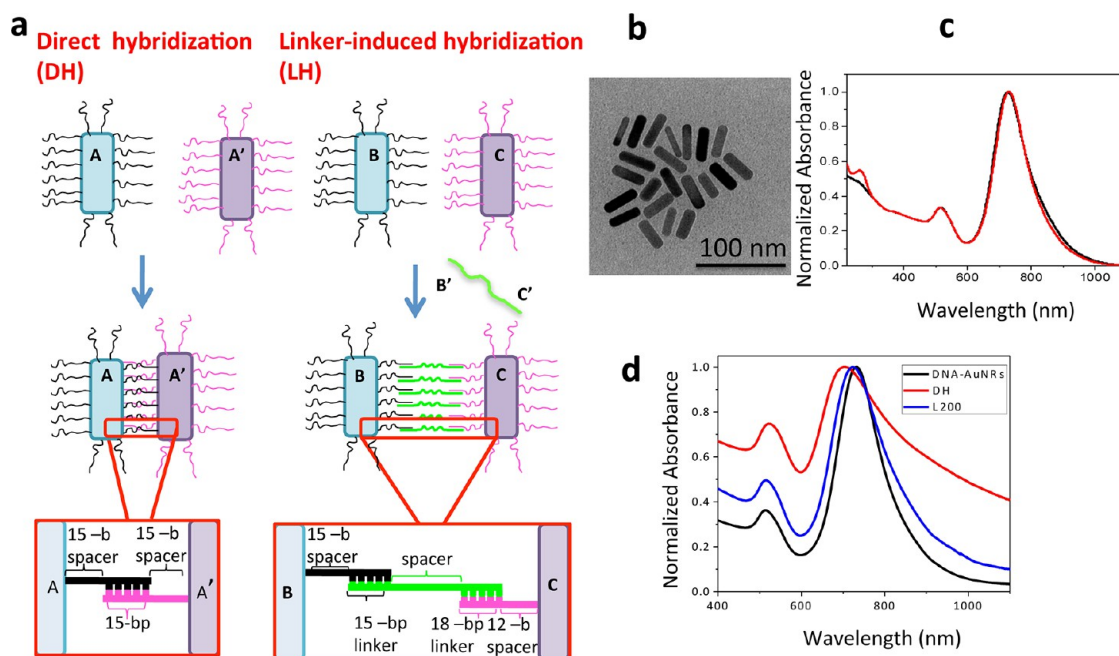 a
Direct hybridization
(DH)
Linker-induced hybridization
(LH)
A
A'
B
C
B'
C'
A
A'
B
C
15 –b
spacer
15 –b
spacer
A
A'
15-bp
15 –b
spacer
spacer
B
C
15 –bp
linker
18 –bp
linker
12 –b
spacer
b
100 nm
c
Normalized Absorbance
1.0
0.8
0.6
0.4
0.2
0.0
400
600
800
1000
Wavelength (nm)
d
Normalized Absorbance
1.0
0.8
0.6
0.4
0.2
0.0
400
600
800
1000
Wavelength (nm)
DNA-AuNRs
DH
L200